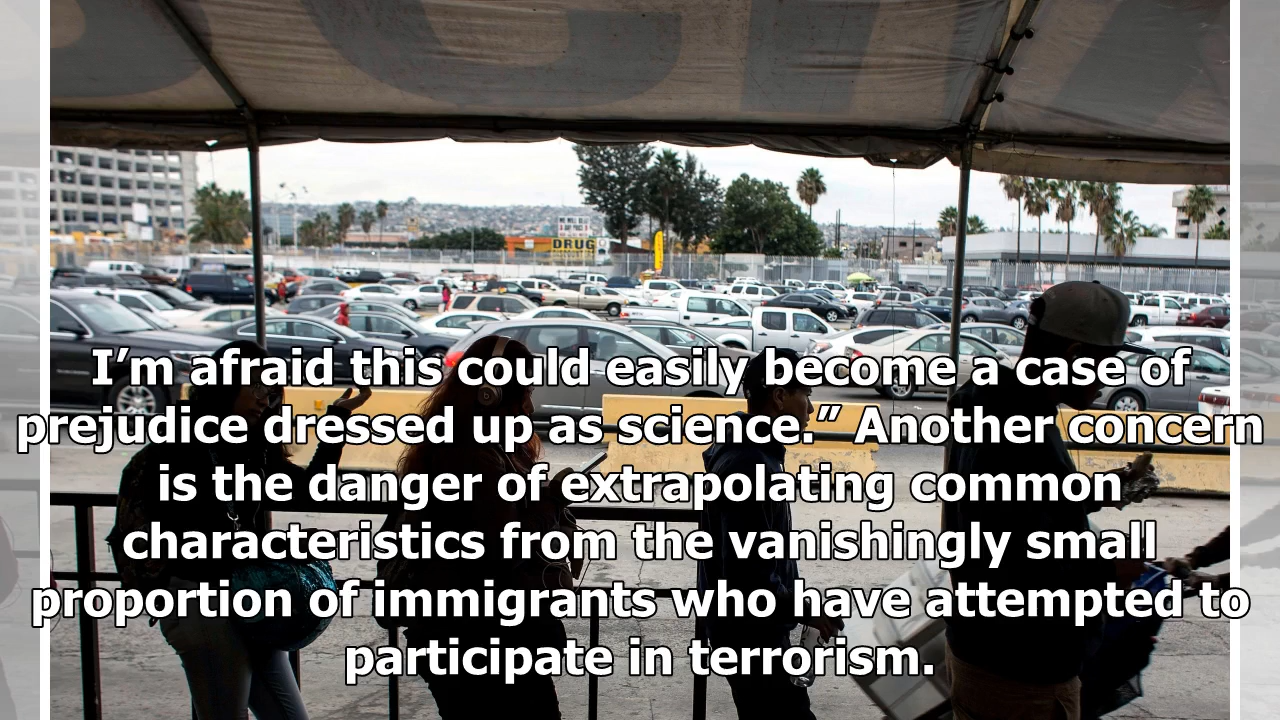 DRUG
I’m afraid this could easily become a case of
prejudice dressed up as science.” Another concern
is the danger of extrapolating common
characteristics from the vanishingly small
proportion of immigrants who have attempted to
participate in terrorism.